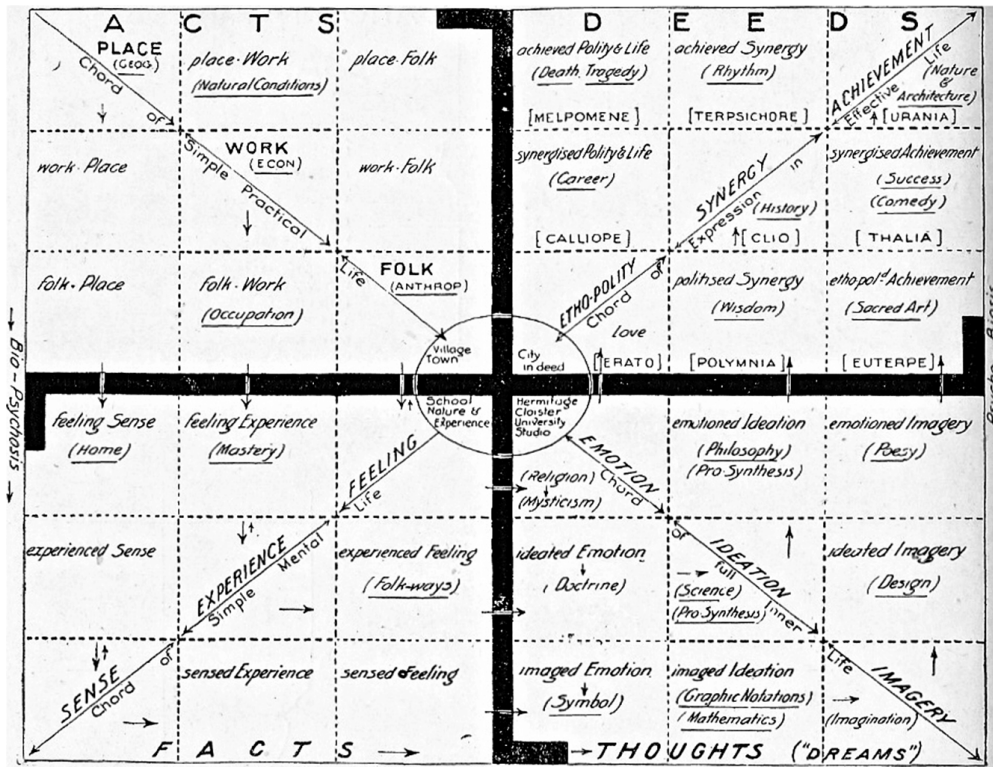 ACTS
DEEDS
PLACE
(GEOG.)
Chord
of
place-Work
(Natural Conditions)
place-Folk
achieved Polity & Life
(Death, Tragedy)
[MELPOMENE]
achieved Synergy
(Rhythm)
[TERPSICHORE]
ACHIEVEMENT
Effective
Life
(Nature
&
Architecture)
[URANIA]
work-Place
WORK
(ECON)
Simple
Practical
work-Folk
synergised Polity & Life
(Career)
[CALLIOPE]
SYNERGY
Expression
in
(History)
[CLIO]
synergised Achievement
(Success)
(Comedy)
[THALIA]
folk-Place
folk-Work
(Occupation)
FOLK
(ANTHROP)
Life
ETHO-POLITY
Chord
of
Love
[ERATO]
politised Synergy
(Wisdom)
[POLYMNIA]
ethopold-Achievement
(Sacred Art)
[EUTERPE]
Village
Town
City
in deed
School
Nature &
Experience
Hermitage
Cloister
University
Studio
Bio-Psychosis
feeling Sense
(Home)
feeling Experience
(Mastery)
FEELING
Life
EMOTION
Chord
(Religion)
(Mysticism)
emotioned Ideation
(Philosophy)
(Pro-Synthesis)
emotioned Imagery
(Poesy)
experienced Sense
EXPERIENCE
Simple
Mental
experienced Feeling
(Folk-ways)
ideated Emotion
(Doctrine)
of
IDEATION
full
Inner
(Science)
(Pro Synthesis)
ideated Imagery
(Design)
SENSE
Chord
of
sensed Experience
sensed Feeling
imaged Emotion
(Symbol)
imaged Ideation
(Graphic Notations)
(Mathematics)
Life
IMAGERY
(Imagination)
FACTS
THOUGHTS ("DREAMS")